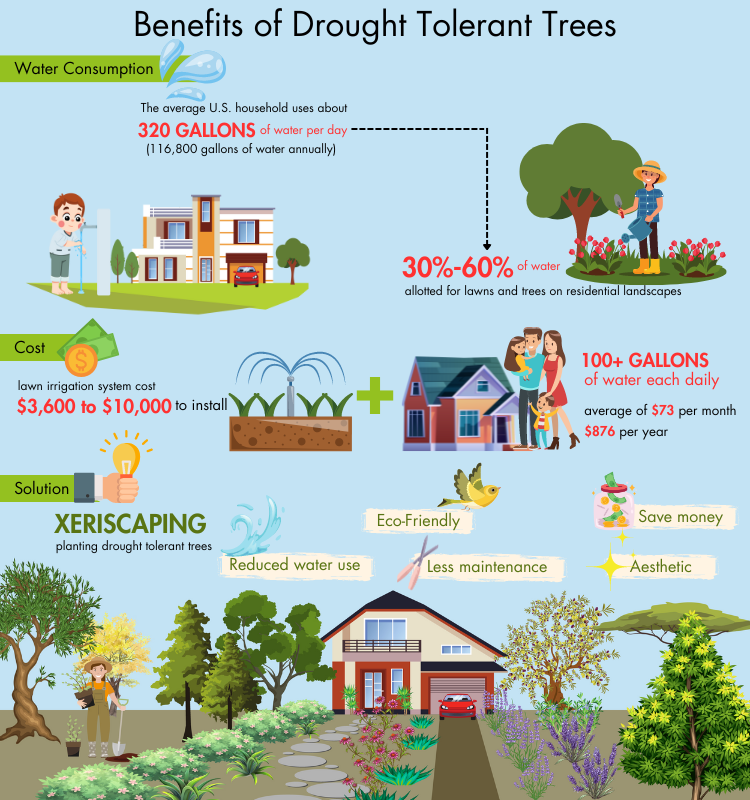 Benefits of Drought Tolerant Trees
Water Consumption
The average U.S. household uses about
320 GALLONS of water per day
(116,800 gallons of water annually)
30%-60% of water
allotted for lawns and trees on residential landscapes
Cost
lawn irrigation system cost
$3,600 to $10,000 to install
100+ GALLONS
of water each daily
average of $73 per month
$876 per year
Solution
XERISCAPING
planting drought tolerant trees
Eco-Friendly
Save money
Reduced water use
Less maintenance
Aesthetic